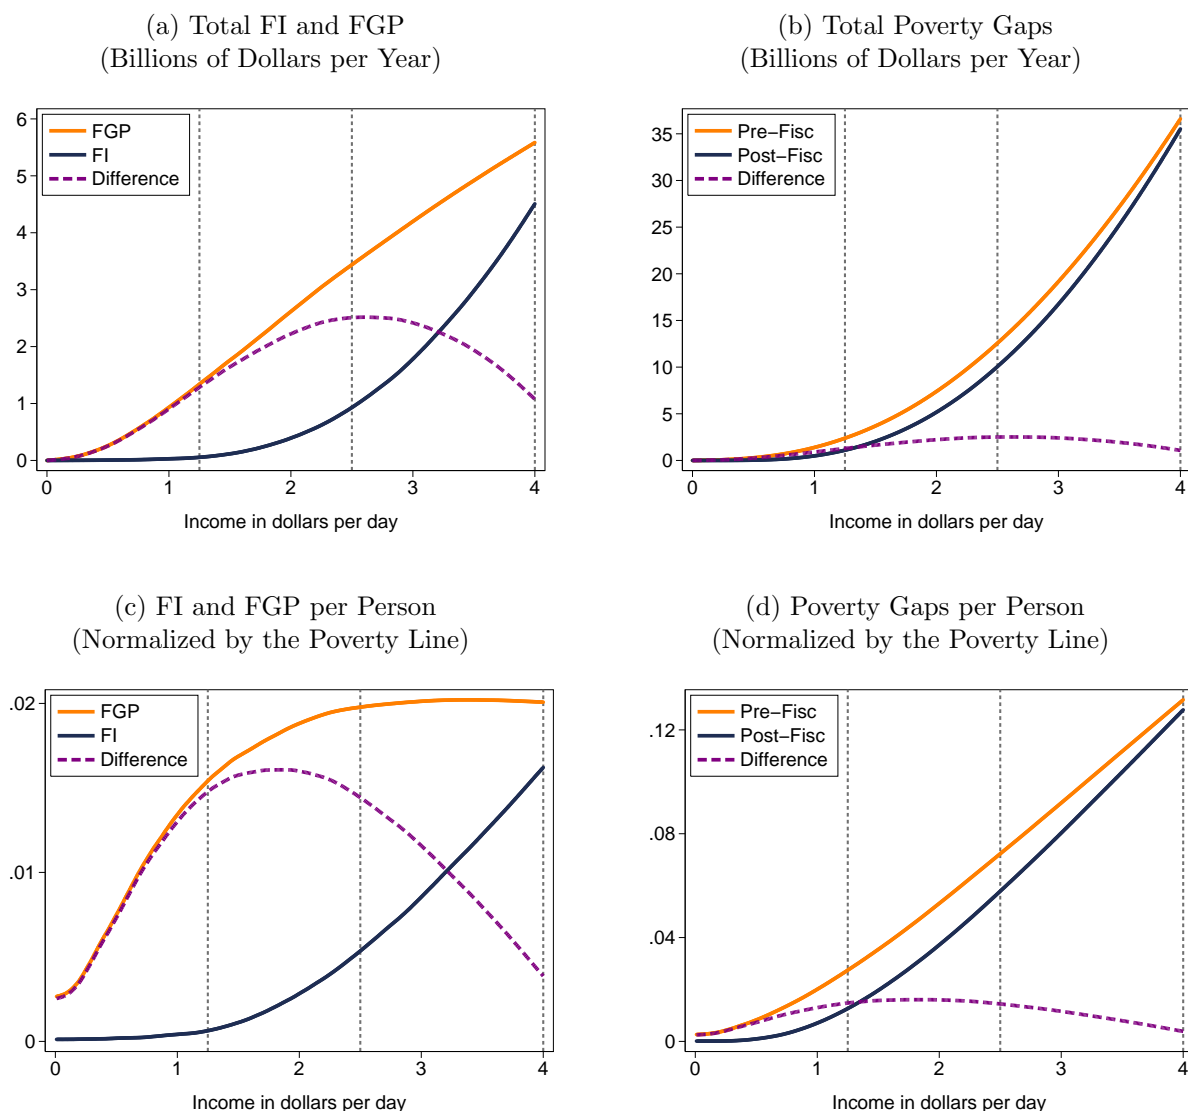 (a) Total FI and FGP
(Billions of Dollars per Year)
FGP
FI
Difference
6
5
4
3
2
1
0
0 1 2 3 4
Income in dollars per day
(b) Total Poverty Gaps
(Billions of Dollars per Year)
Pre−Fisc
Post−Fisc
Difference
35
30
25
20
15
10
5
0
0 1 2 3 4
Income in dollars per day
(c) FI and FGP per Person
(Normalized by the Poverty Line)
FGP
FI
Difference
.02
.01
0
0 1 2 3 4
Income in dollars per day
(d) Poverty Gaps per Person
(Normalized by the Poverty Line)
Pre−Fisc
Post−Fisc
Difference
.12
.08
.04
0
0 1 2 3 4
Income in dollars per day